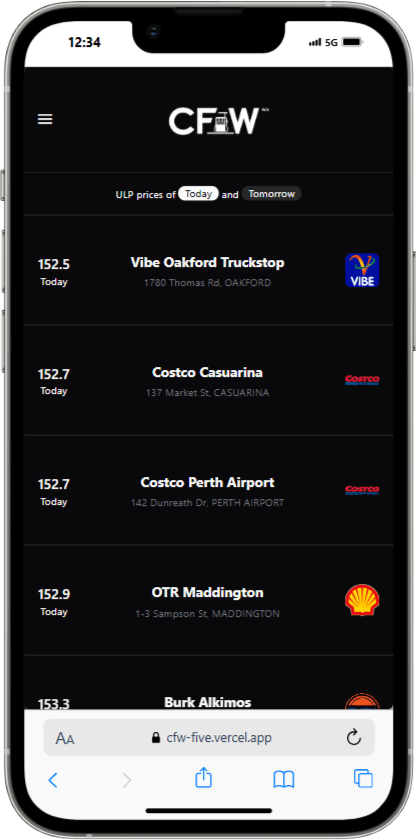 12:34
5G
CFW WA
ULP prices of Today and Tomorrow
152.5
Today
Vibe Oakford Truckstop
1780 Thomas Rd, OAKFORD
VIBE
152.7
Today
Costco Casuarina
137 Market St, CASUARINA
COSTCO
152.7
Today
Costco Perth Airport
142 Dunreath Dr, PERTH AIRPORT
COSTCO
152.9
Today
OTR Maddington
1-3 Sampson St, MADDINGTON
153.3
Burk Alkimos
AA
cfw-five.vercel.app